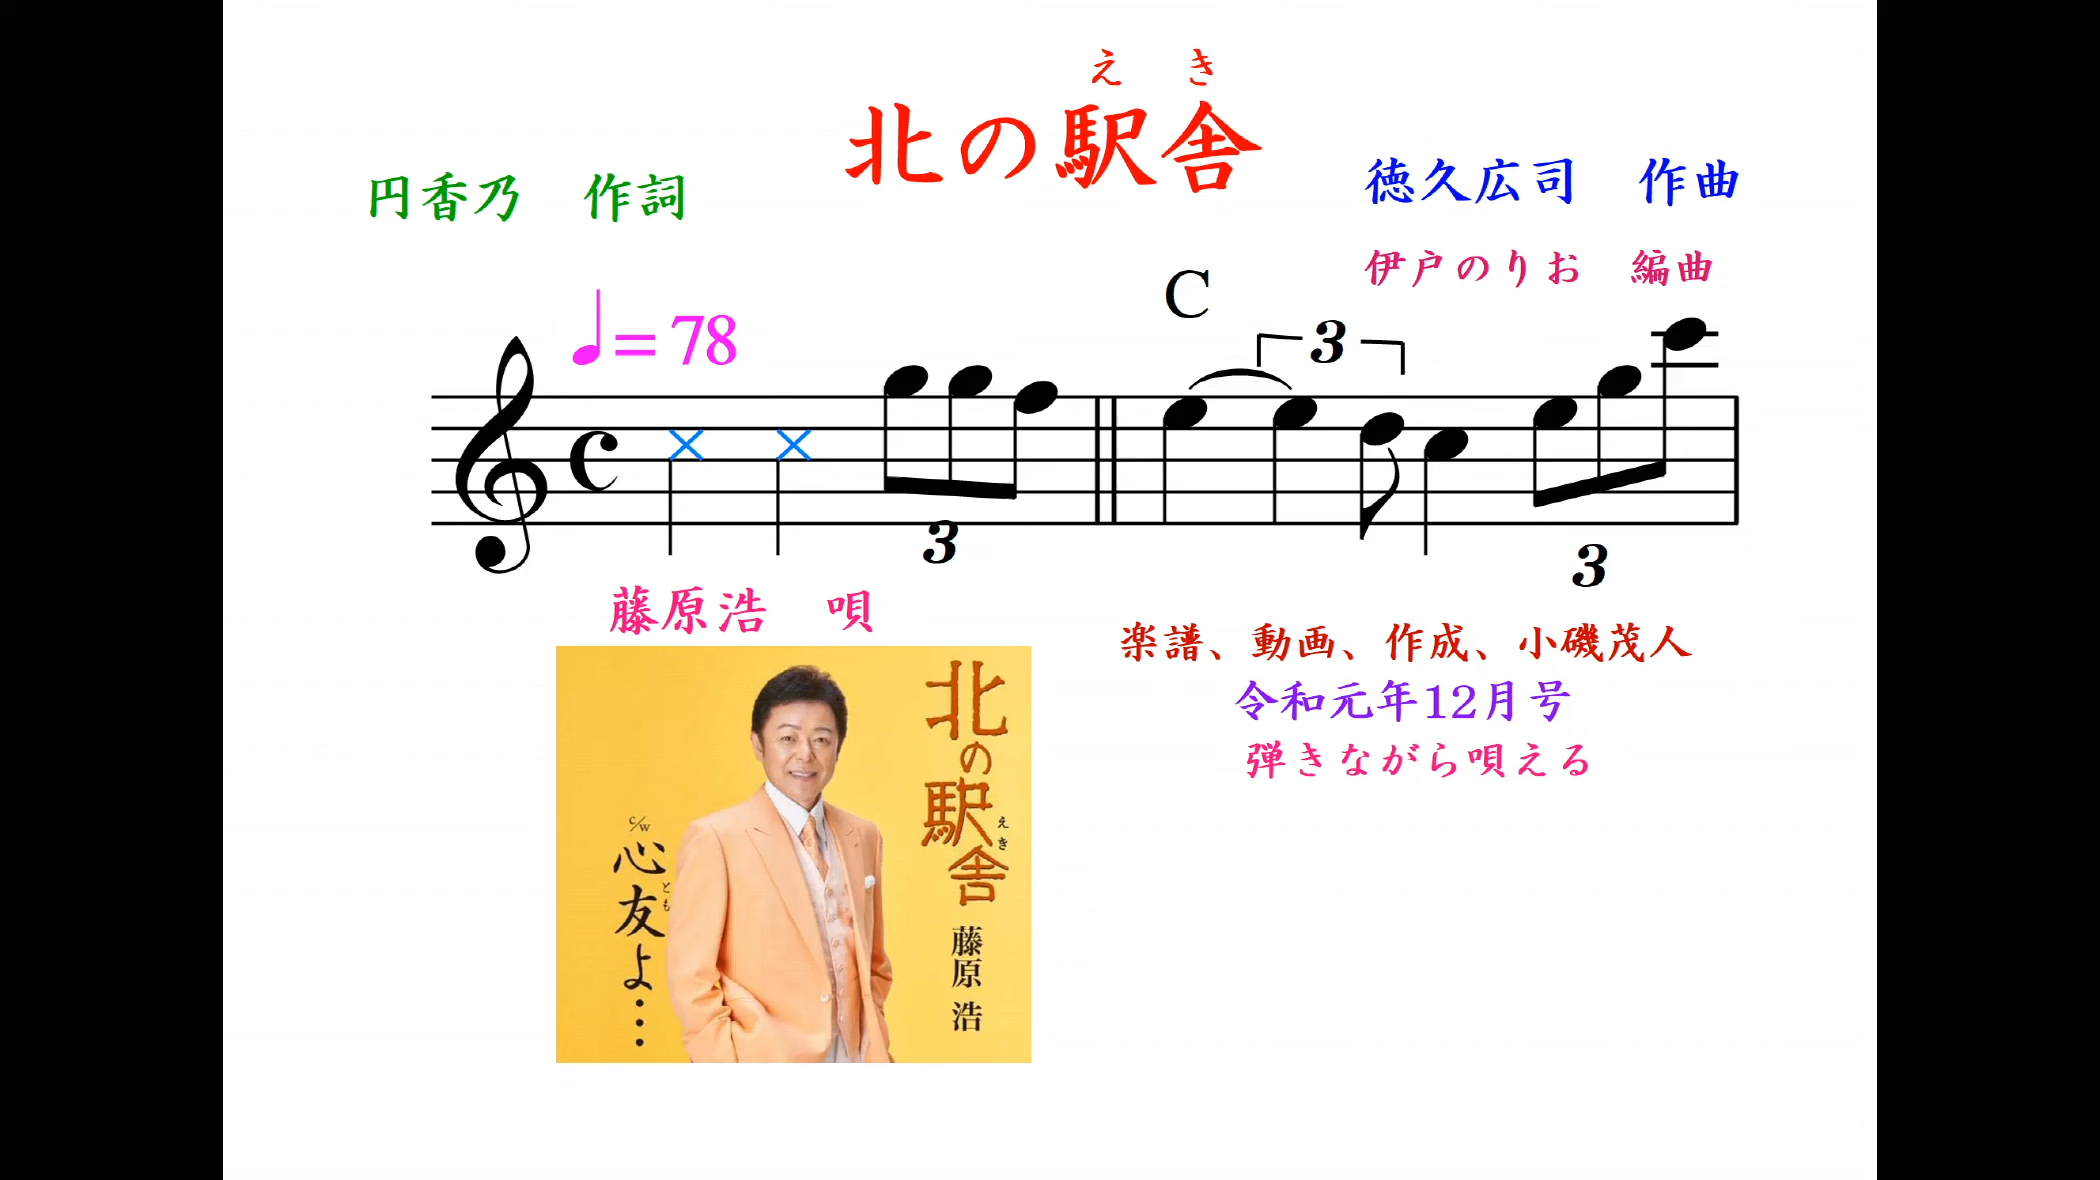 えき
北の駅舎
円香乃　作詞
徳久広司　作曲
伊戸のりお　編曲
= 78
C
3
3
3
藤原浩　唄
楽譜、動画、作成、小磯茂人
令和元年12月号
弾きながら唄える
北の駅舎
えき
藤原 浩
c/w
心友よ…
とも